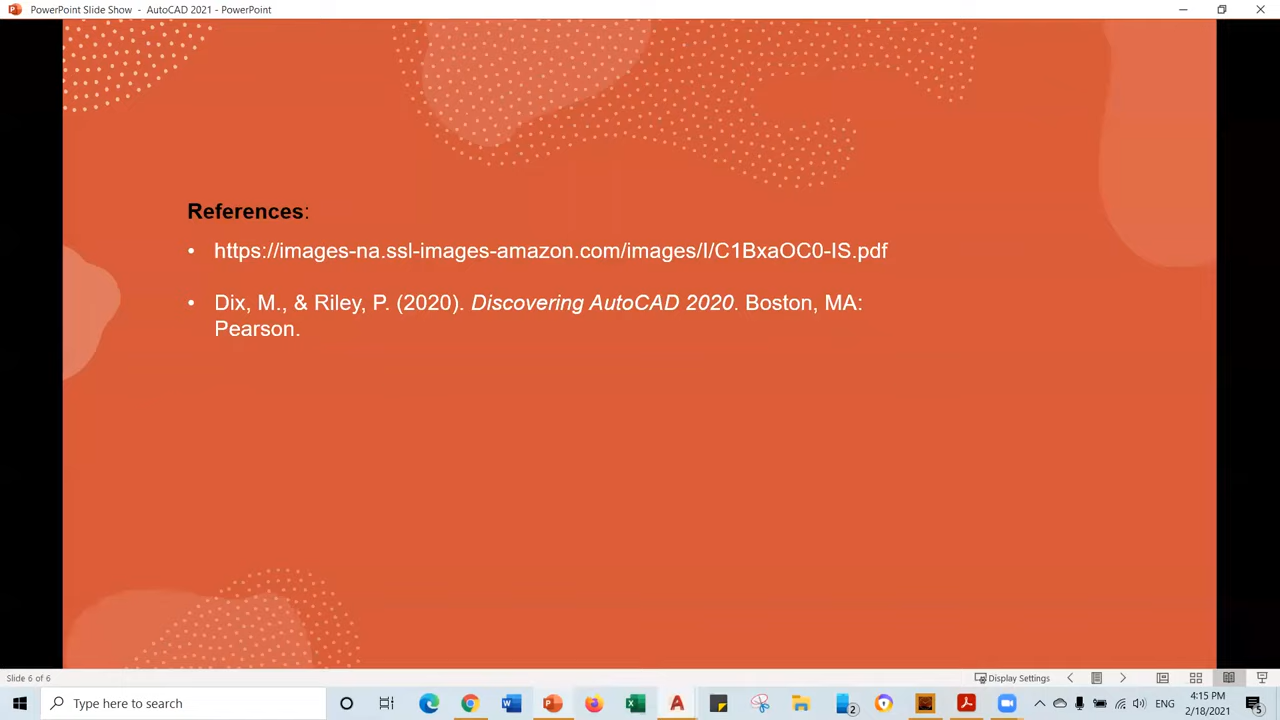 PowerPoint Slide Show - AutoCAD 2021 - PowerPoint
References:
• https://images-na.ssl-images-amazon.com/images/I/C1BxaOC0-IS.pdf
• Dix, M., & Riley, P. (2020). Discovering AutoCAD 2020. Boston, MA:
Pearson.
Slide 6 of 6
Display Settings
Type here to search
2
ENG
4:15 PM
2/18/2021
5